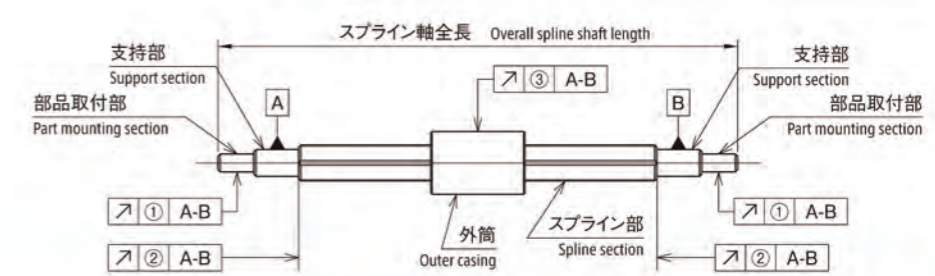 スプライン軸全長 Overall spline shaft length
支持部
Support section
支持部
Support section
部品取付部
Part mounting section
部品取付部
Part mounting section
A
B
↗ ③ A-B
↗ ① A-B
↗ ② A-B
外筒
Outer casing
スプライン部
Spline section
↗ ① A-B
↗ ② A-B